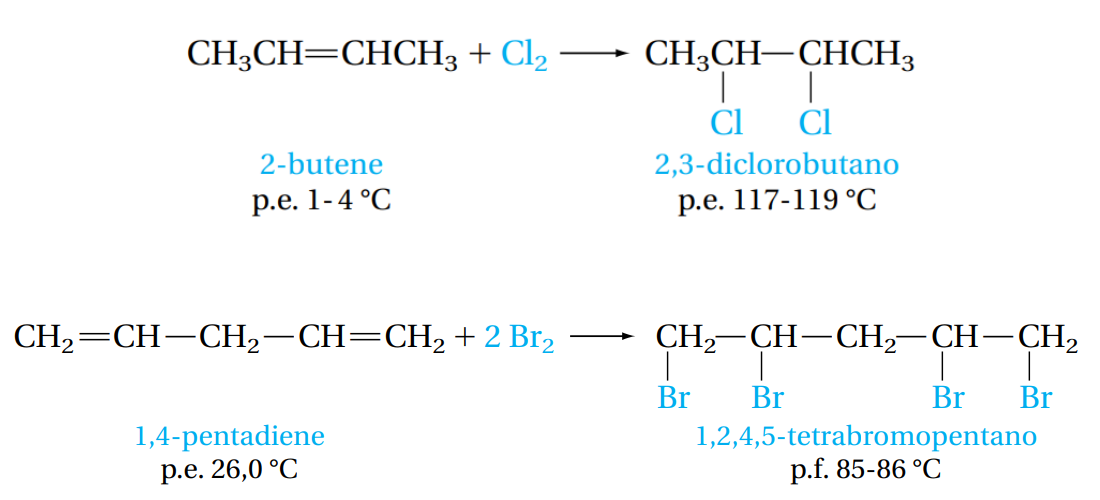 CH₃CH=CHCH₃ + Cl₂ ⟶ CH₃CH—CHCH₃
Cl Cl
2-butene 2,3-diclorobutano
p.e. 1-4 °C p.e. 117-119 °C
CH₂=CH—CH₂—CH=CH₂ + 2 Br₂ ⟶ CH₂—CH—CH₂—CH—CH₂
Br Br Br Br
1,4-pentadiene 1,2,4,5-tetrabromopentano
p.e. 26,0 °C p.f. 85-86 °C